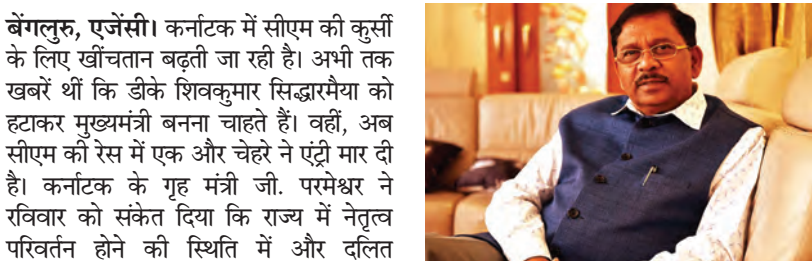 बेंगलुरु, एजेंसी। कर्नाटक में सीएम की कुर्सी
के लिए खींचतान बढ़ती जा रही है। अभी तक
खबरें थीं कि डीके शिवकुमार सिद्धारमैया को
हटाकर मुख्यमंत्री बनना चाहते हैं। वहीं, अब
सीएम की रेस में एक और चेहरे ने एंट्री मार दी
है। कर्नाटक के गृह मंत्री जी. परमेश्वर ने
रविवार को संकेत दिया कि राज्य में नेतृत्व
परिवर्तन होने की स्थिति में और दलित